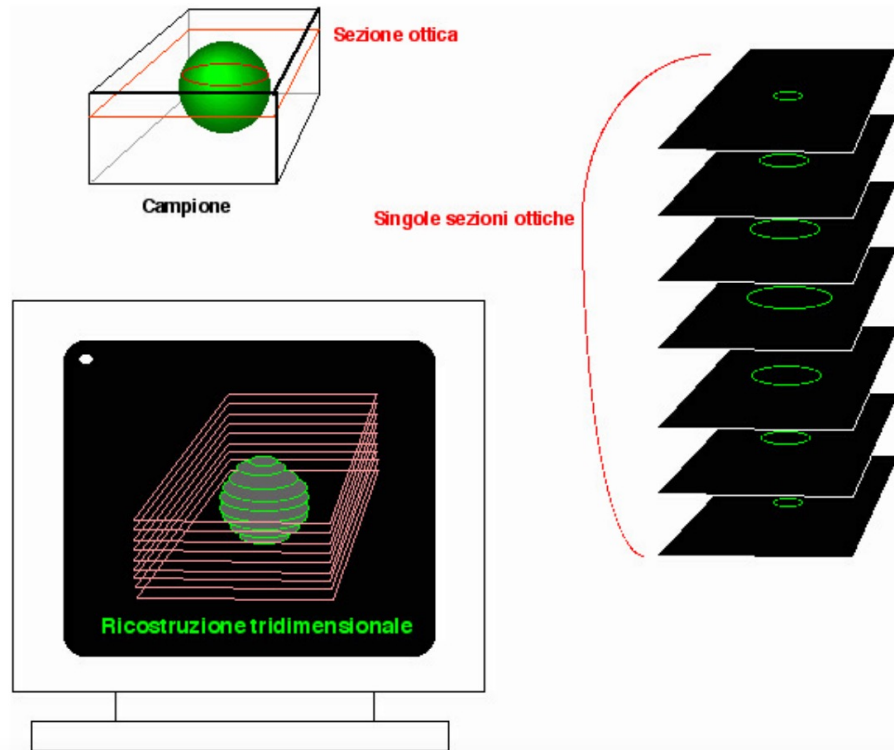 Sezione ottica
Campione
Singole sezioni ottiche
Ricostruzione tridimensionale